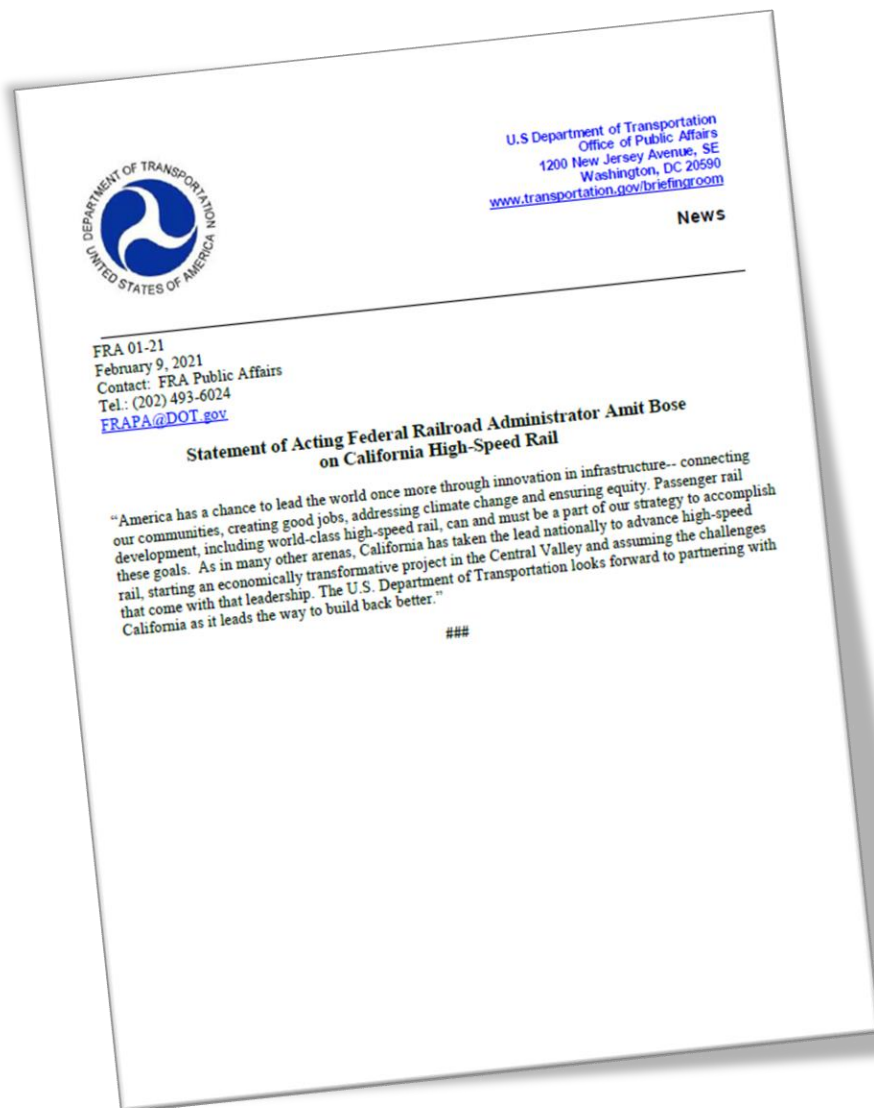 DEPARTMENT OF TRANSPORTATION
UNITED STATES OF AMERICA
U.S Department of Transportation
Office of Public Affairs
1200 New Jersey Avenue, SE
Washington, DC 20590
www.transportation.gov/briefingroom
News
FRA 01-21
February 9, 2021
Contact:  FRA Public Affairs
Tel.: (202) 493-6024
FRAPA@DOT.gov
Statement of Acting Federal Railroad Administrator Amit Bose
on California High-Speed Rail
“America has a chance to lead the world once more through innovation in infrastructure-- connecting
our communities, creating good jobs, addressing climate change and ensuring equity. Passenger rail
development, including world-class high-speed rail, can and must be a part of our strategy to accomplish
these goals.  As in many other arenas, California has taken the lead nationally to advance high-speed
rail, starting an economically transformative project in the Central Valley and assuming the challenges
that come with that leadership. The U.S. Department of Transportation looks forward to partnering with
California as it leads the way to build back better.”
###